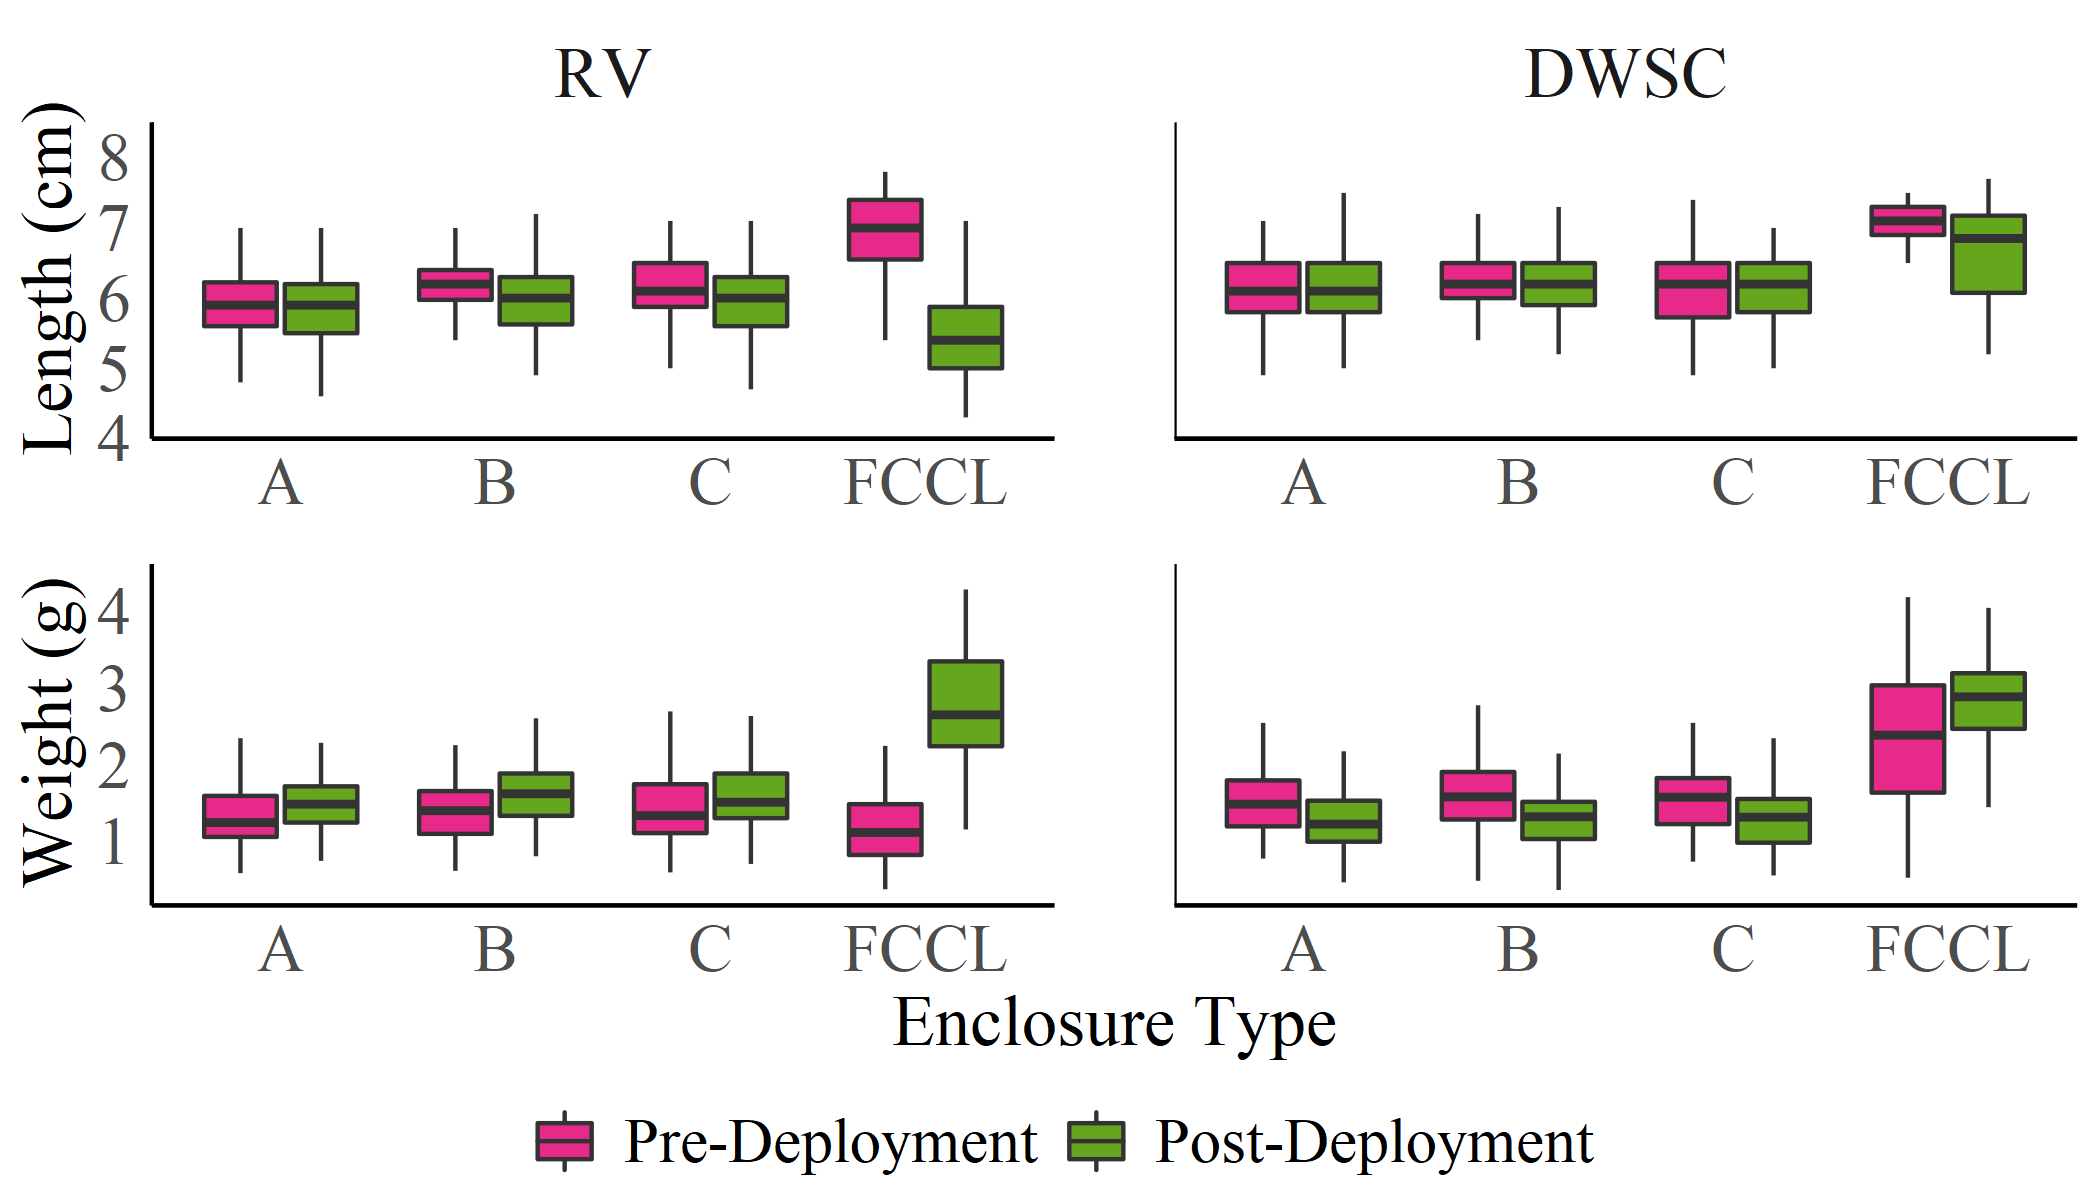 RV
DWSC
Length (cm)
8
7
6
5
4
A B C FCCL
A B C FCCL
Weight (g)
4
3
2
1
A B C FCCL
A B C FCCL
Enclosure Type
Pre-Deployment Post-Deployment